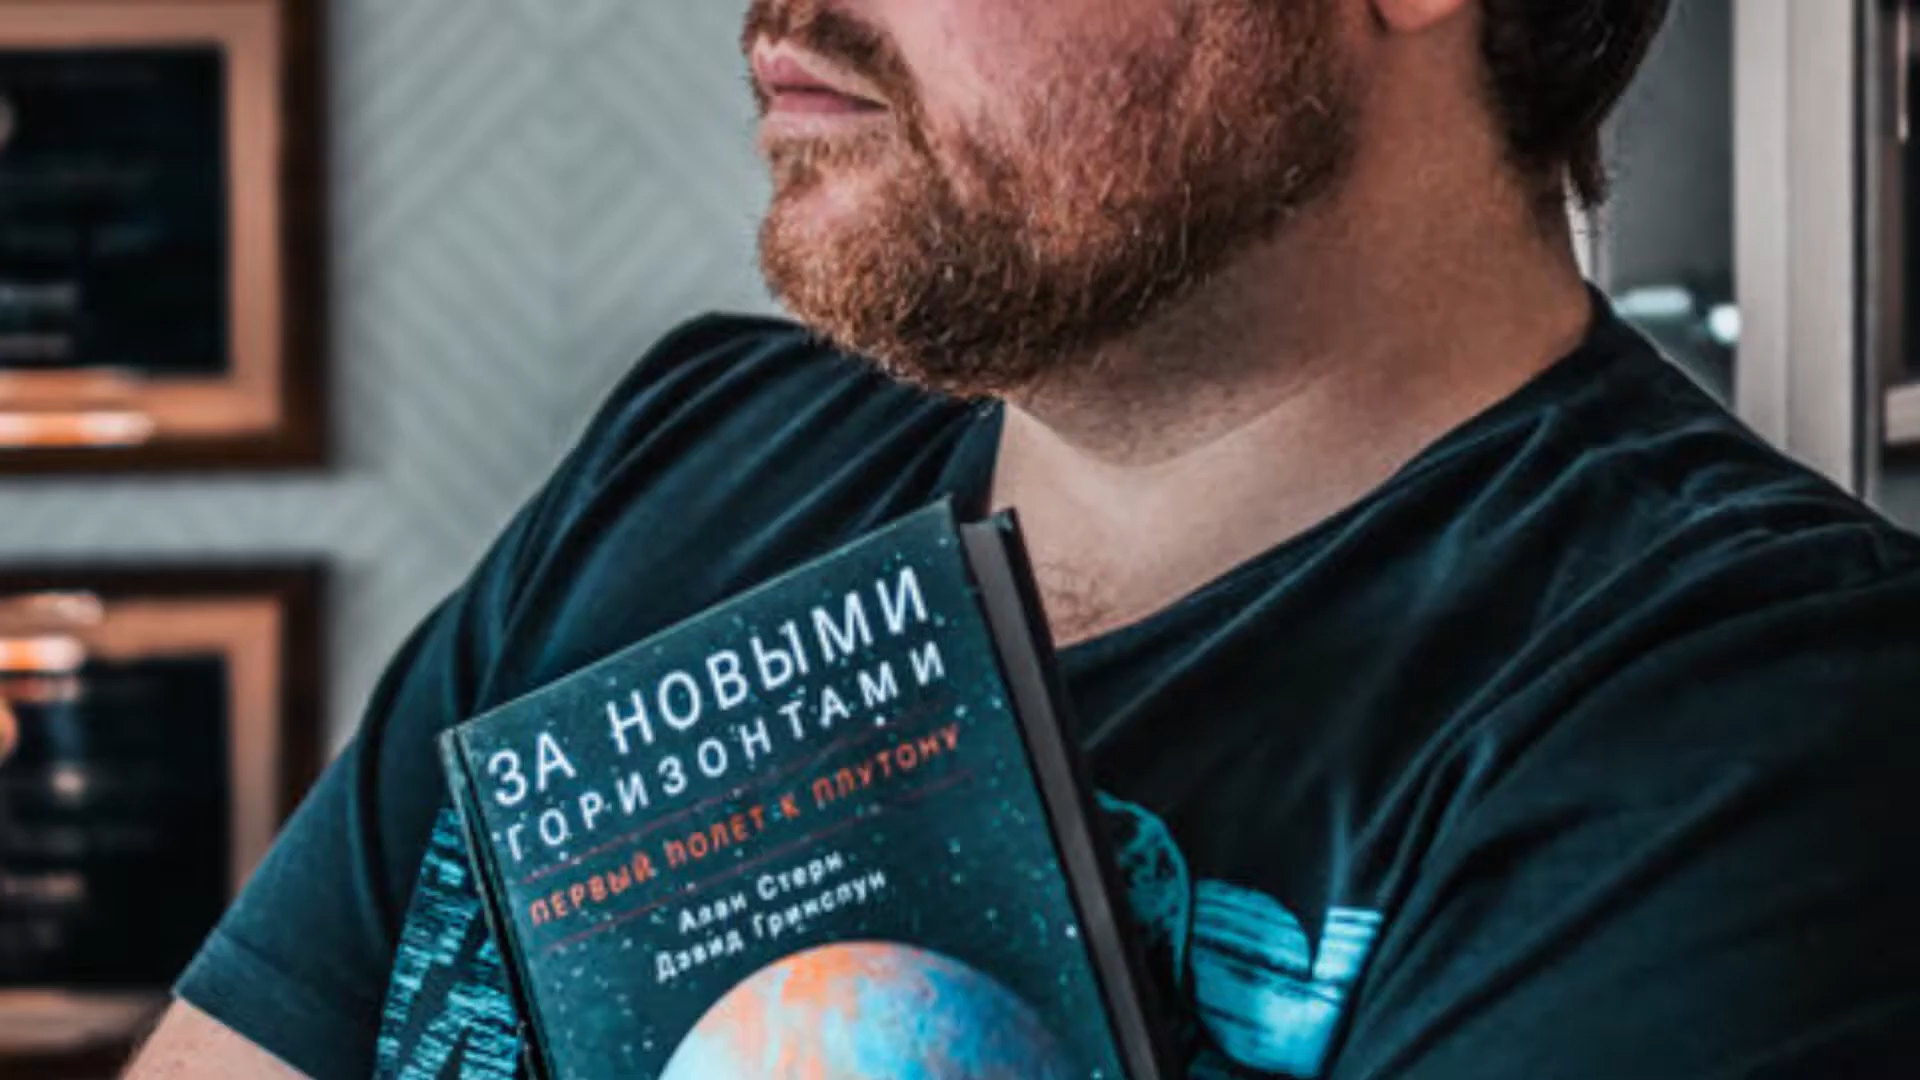 ЗА НОВЫМИ
ГОРИЗОНТАМИ
ПЕРВЫЙ ПОЛЕТ К ПЛУТОНУ
Алан Стерн
Дэвид Гринспун